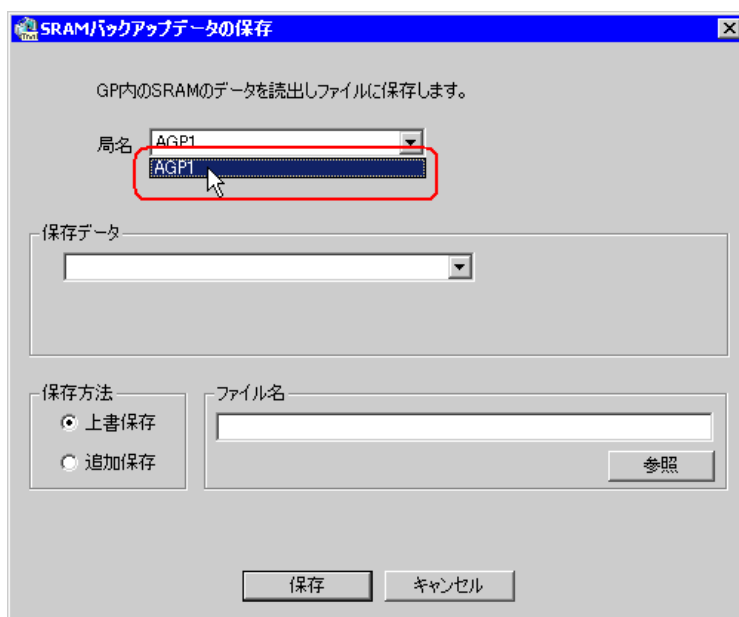 SRAMバックアップデータの保存
GP内のSRAMのデータを読出しファイルに保存します。
局名 AGP1
AGP1
保存データ
保存方法
上書保存
追加保存
ファイル名
参照
保存 キャンセル